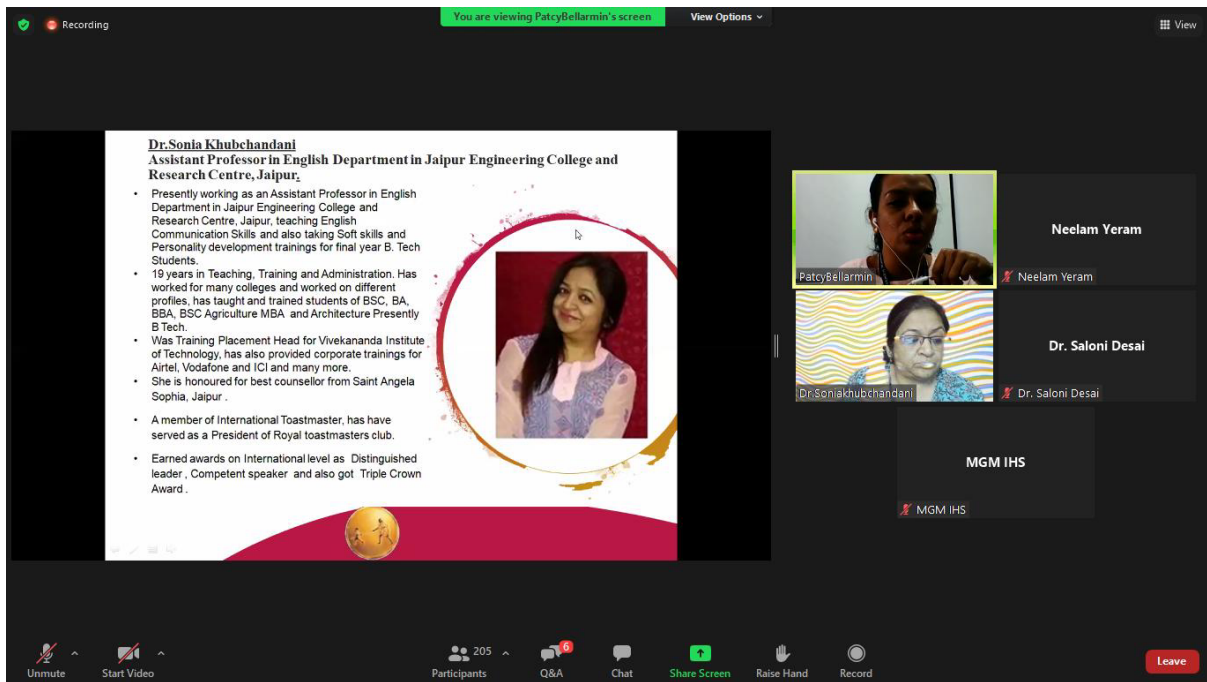 Recording
You are viewing PatcyBellarmin's screen
View Options
View
Dr.Sonia Khubchandani
Assistant Professor in English Department in Jaipur Engineering College and
Research Centre, Jaipur.
• Presently working as an Assistant Professor in English
Department in Jaipur Engineering College and
Research Centre, Jaipur, teaching English
Communication Skills and also taking Soft skills and
Personality development trainings for final year B. Tech
Students.
• 19 years in Teaching, Training and Administration. Has
worked for many colleges and worked on different
profiles, has taught and trained students of BSC, BA,
BBA, BSC Agriculture MBA and Architecture Presently
B Tech.
• Was Training Placement Head for Vivekananda Institute
of Technology, has also provided corporate trainings for
Airtel, Vodafone and ICI and many more.
• She is honoured for best counsellor from Saint Angela
Sophia, Jaipur .
• A member of International Toastmaster, has have
served as a President of Royal toastmasters club.
• Earned awards on International level as Distinguished
leader , Competent speaker and also got Triple Crown
Award .
PatcyBellarmin
Neelam Yeram
Neelam Yeram
Dr.Soniakhubchandani
Dr. Saloni Desai
Dr. Saloni Desai
MGM IHS
MGM IHS
Unmute
Start Video
205
Participants
6
Q&A
Chat
Share Screen
Raise Hand
Record
Leave